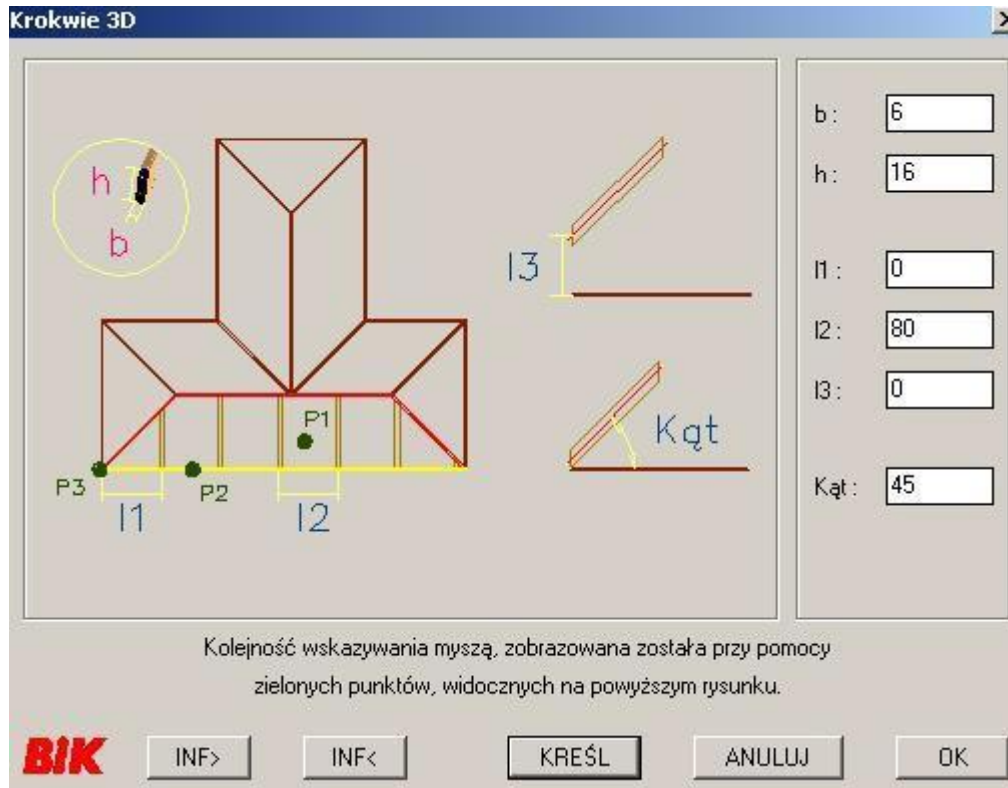 Krokwie 3D
h
b
l3
P1
P3
P2
l1
l2
Kąt
b :
6
h :
16
l1 :
0
l2 :
80
l3 :
0
Kąt :
45
Kolejność wskazywania myszą, zobrazowana została przy pomocy
zielonych punktów, widocznych na powyższym rysunku.
BIK
INF>
INF<
KREŚL
ANULUJ
OK